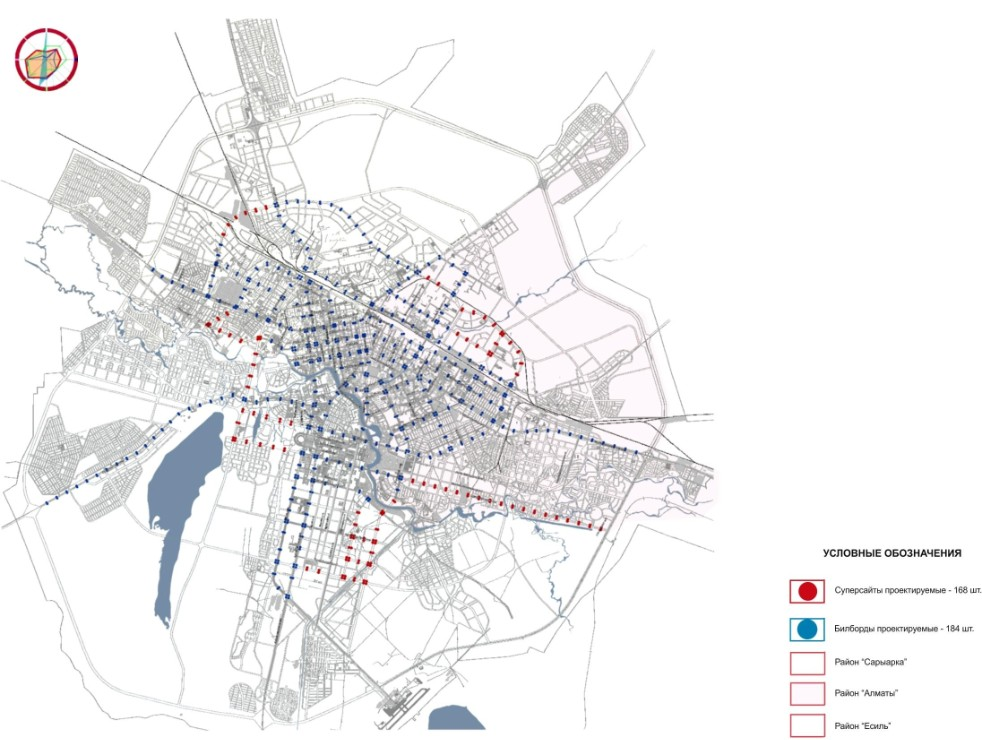 УСЛОВНЫЕ ОБОЗНАЧЕНИЯ
Суперсайты проектируемые - 168 шт.
Билборды проектируемые - 184 шт.
Район "Сарыарка"
Район "Алматы"
Район "Есиль"